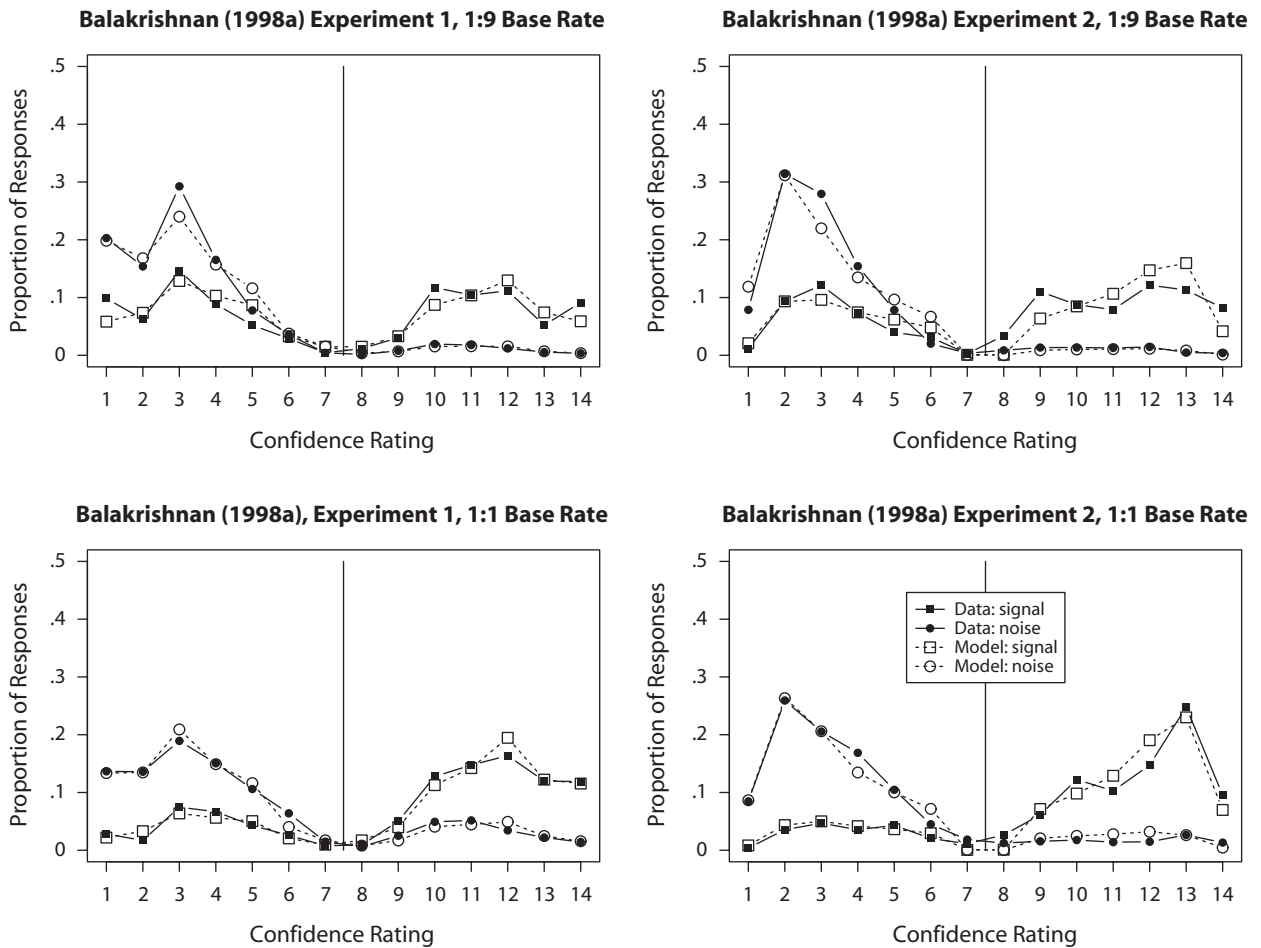 Balakrishnan (1998a) Experiment 1, 1:9 Base Rate
Proportion of Responses
.5
.4
.3
.2
.1
0
1 2 3 4 5 6 7 8 9 10 11 12 13 14
Confidence Rating
Balakrishnan (1998a) Experiment 2, 1:9 Base Rate
Proportion of Responses
.5
.4
.3
.2
.1
0
1 2 3 4 5 6 7 8 9 10 11 12 13 14
Confidence Rating
Balakrishnan (1998a), Experiment 1, 1:1 Base Rate
Proportion of Responses
.5
.4
.3
.2
.1
0
1 2 3 4 5 6 7 8 9 10 11 12 13 14
Confidence Rating
Balakrishnan (1998a) Experiment 2, 1:1 Base Rate
Proportion of Responses
.5
.4
.3
.2
.1
0
Data: signal
Data: noise
Model: signal
Model: noise
1 2 3 4 5 6 7 8 9 10 11 12 13 14
Confidence Rating